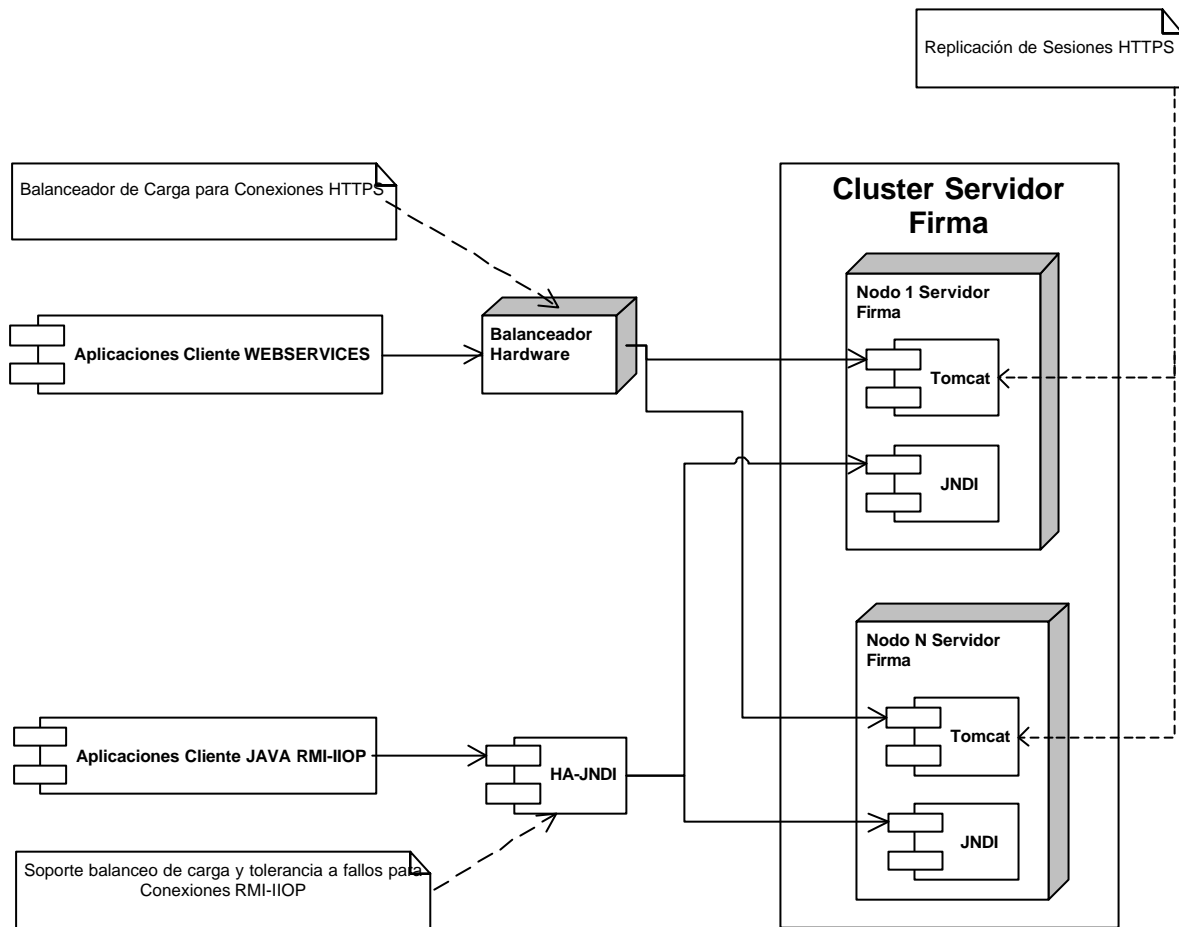 Replicación de Sesiones HTTPS
Balanceador de Carga para Conexiones HTTPS
Cluster Servidor
Firma
Nodo 1 Servidor
Firma
Balanceador
Hardware
Aplicaciones Cliente WEBSERVICES
Tomcat
JNDI
Nodo N Servidor
Firma
Tomcat
Aplicaciones Cliente JAVA RMI-IIOP
HA-JNDI
JNDI
Soporte balanceo de carga y tolerancia a fallos para
Conexiones RMI-IIOP